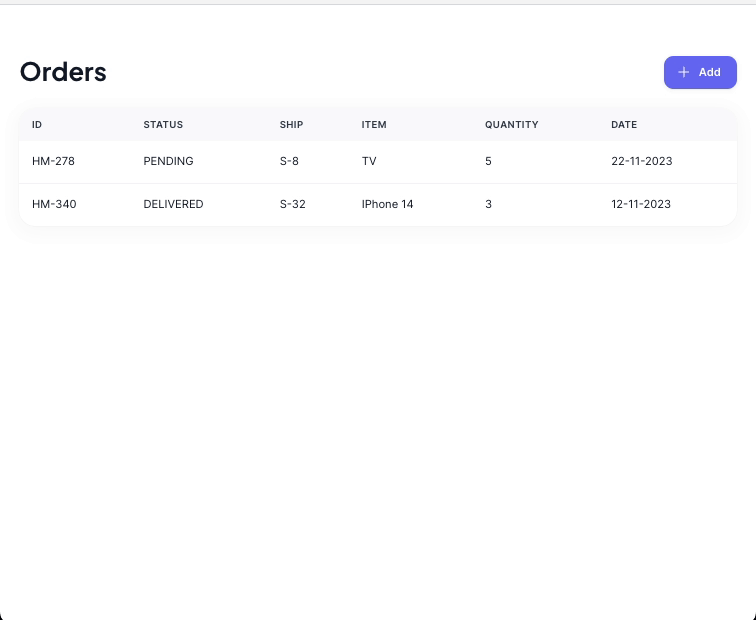 Orders
Add
ID STATUS SHIP ITEM QUANTITY DATE
HM-278 PENDING S-8 TV 5 22-11-2023
HM-340 DELIVERED S-32 IPhone 14 3 12-11-2023